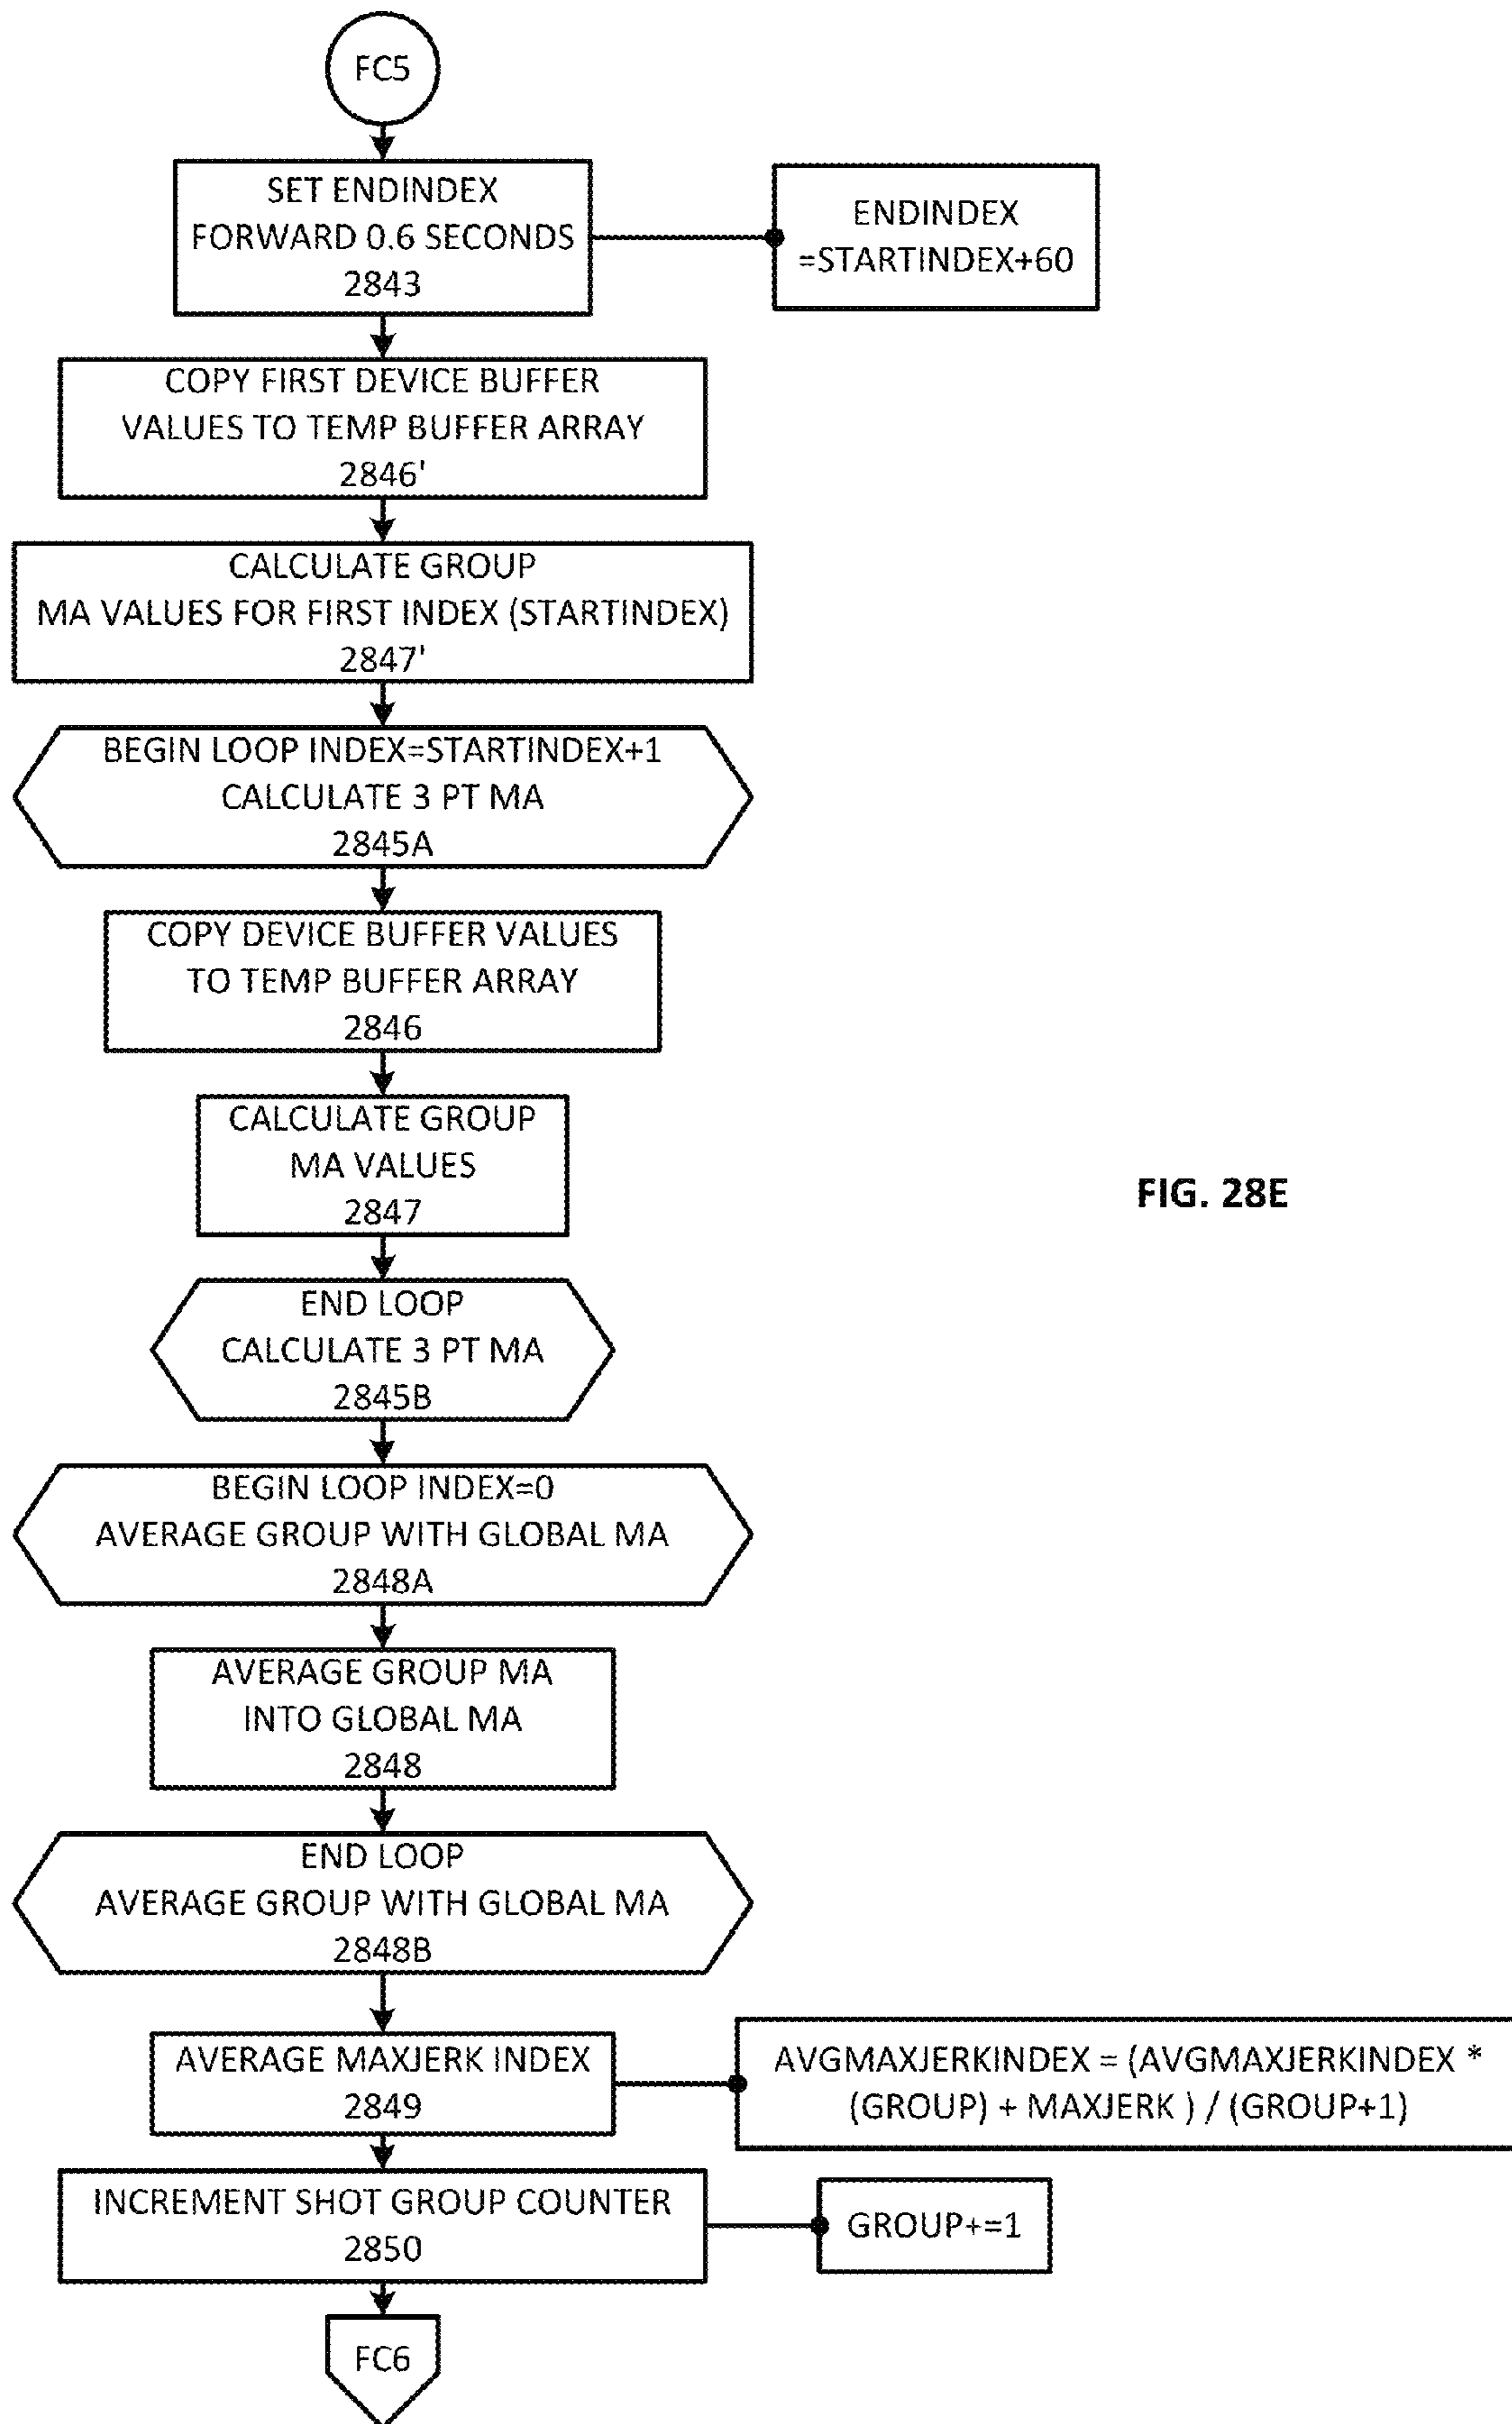 FC5
SET ENDINDEX
FORWARD 0.6 SECONDS
2843
ENDINDEX
=STARTINDEX+60
COPY FIRST DEVICE BUFFER
VALUES TO TEMP BUFFER ARRAY
2846'
CALCULATE GROUP
MA VALUES FOR FIRST INDEX (STARTINDEX)
2847'
BEGIN LOOP INDEX=STARTINDEX+1
CALCULATE 3 PT MA
2845A
COPY DEVICE BUFFER VALUES
TO TEMP BUFFER ARRAY
2846
CALCULATE GROUP
MA VALUES
2847
FIG. 28E
END LOOP
CALCULATE 3 PT MA
2845B
BEGIN LOOP INDEX=0
AVERAGE GROUP WITH GLOBAL MA
2848A
AVERAGE GROUP MA
INTO GLOBAL MA
2848
END LOOP
AVERAGE GROUP WITH GLOBAL MA
2848B
AVERAGE MAXJERK INDEX
2849
AVGMAXJERKINDEX = (AVGMAXJERKINDEX *
(GROUP) + MAXJERK ) / (GROUP+1)
INCREMENT SHOT GROUP COUNTER
2850
GROUP+=1
FC6